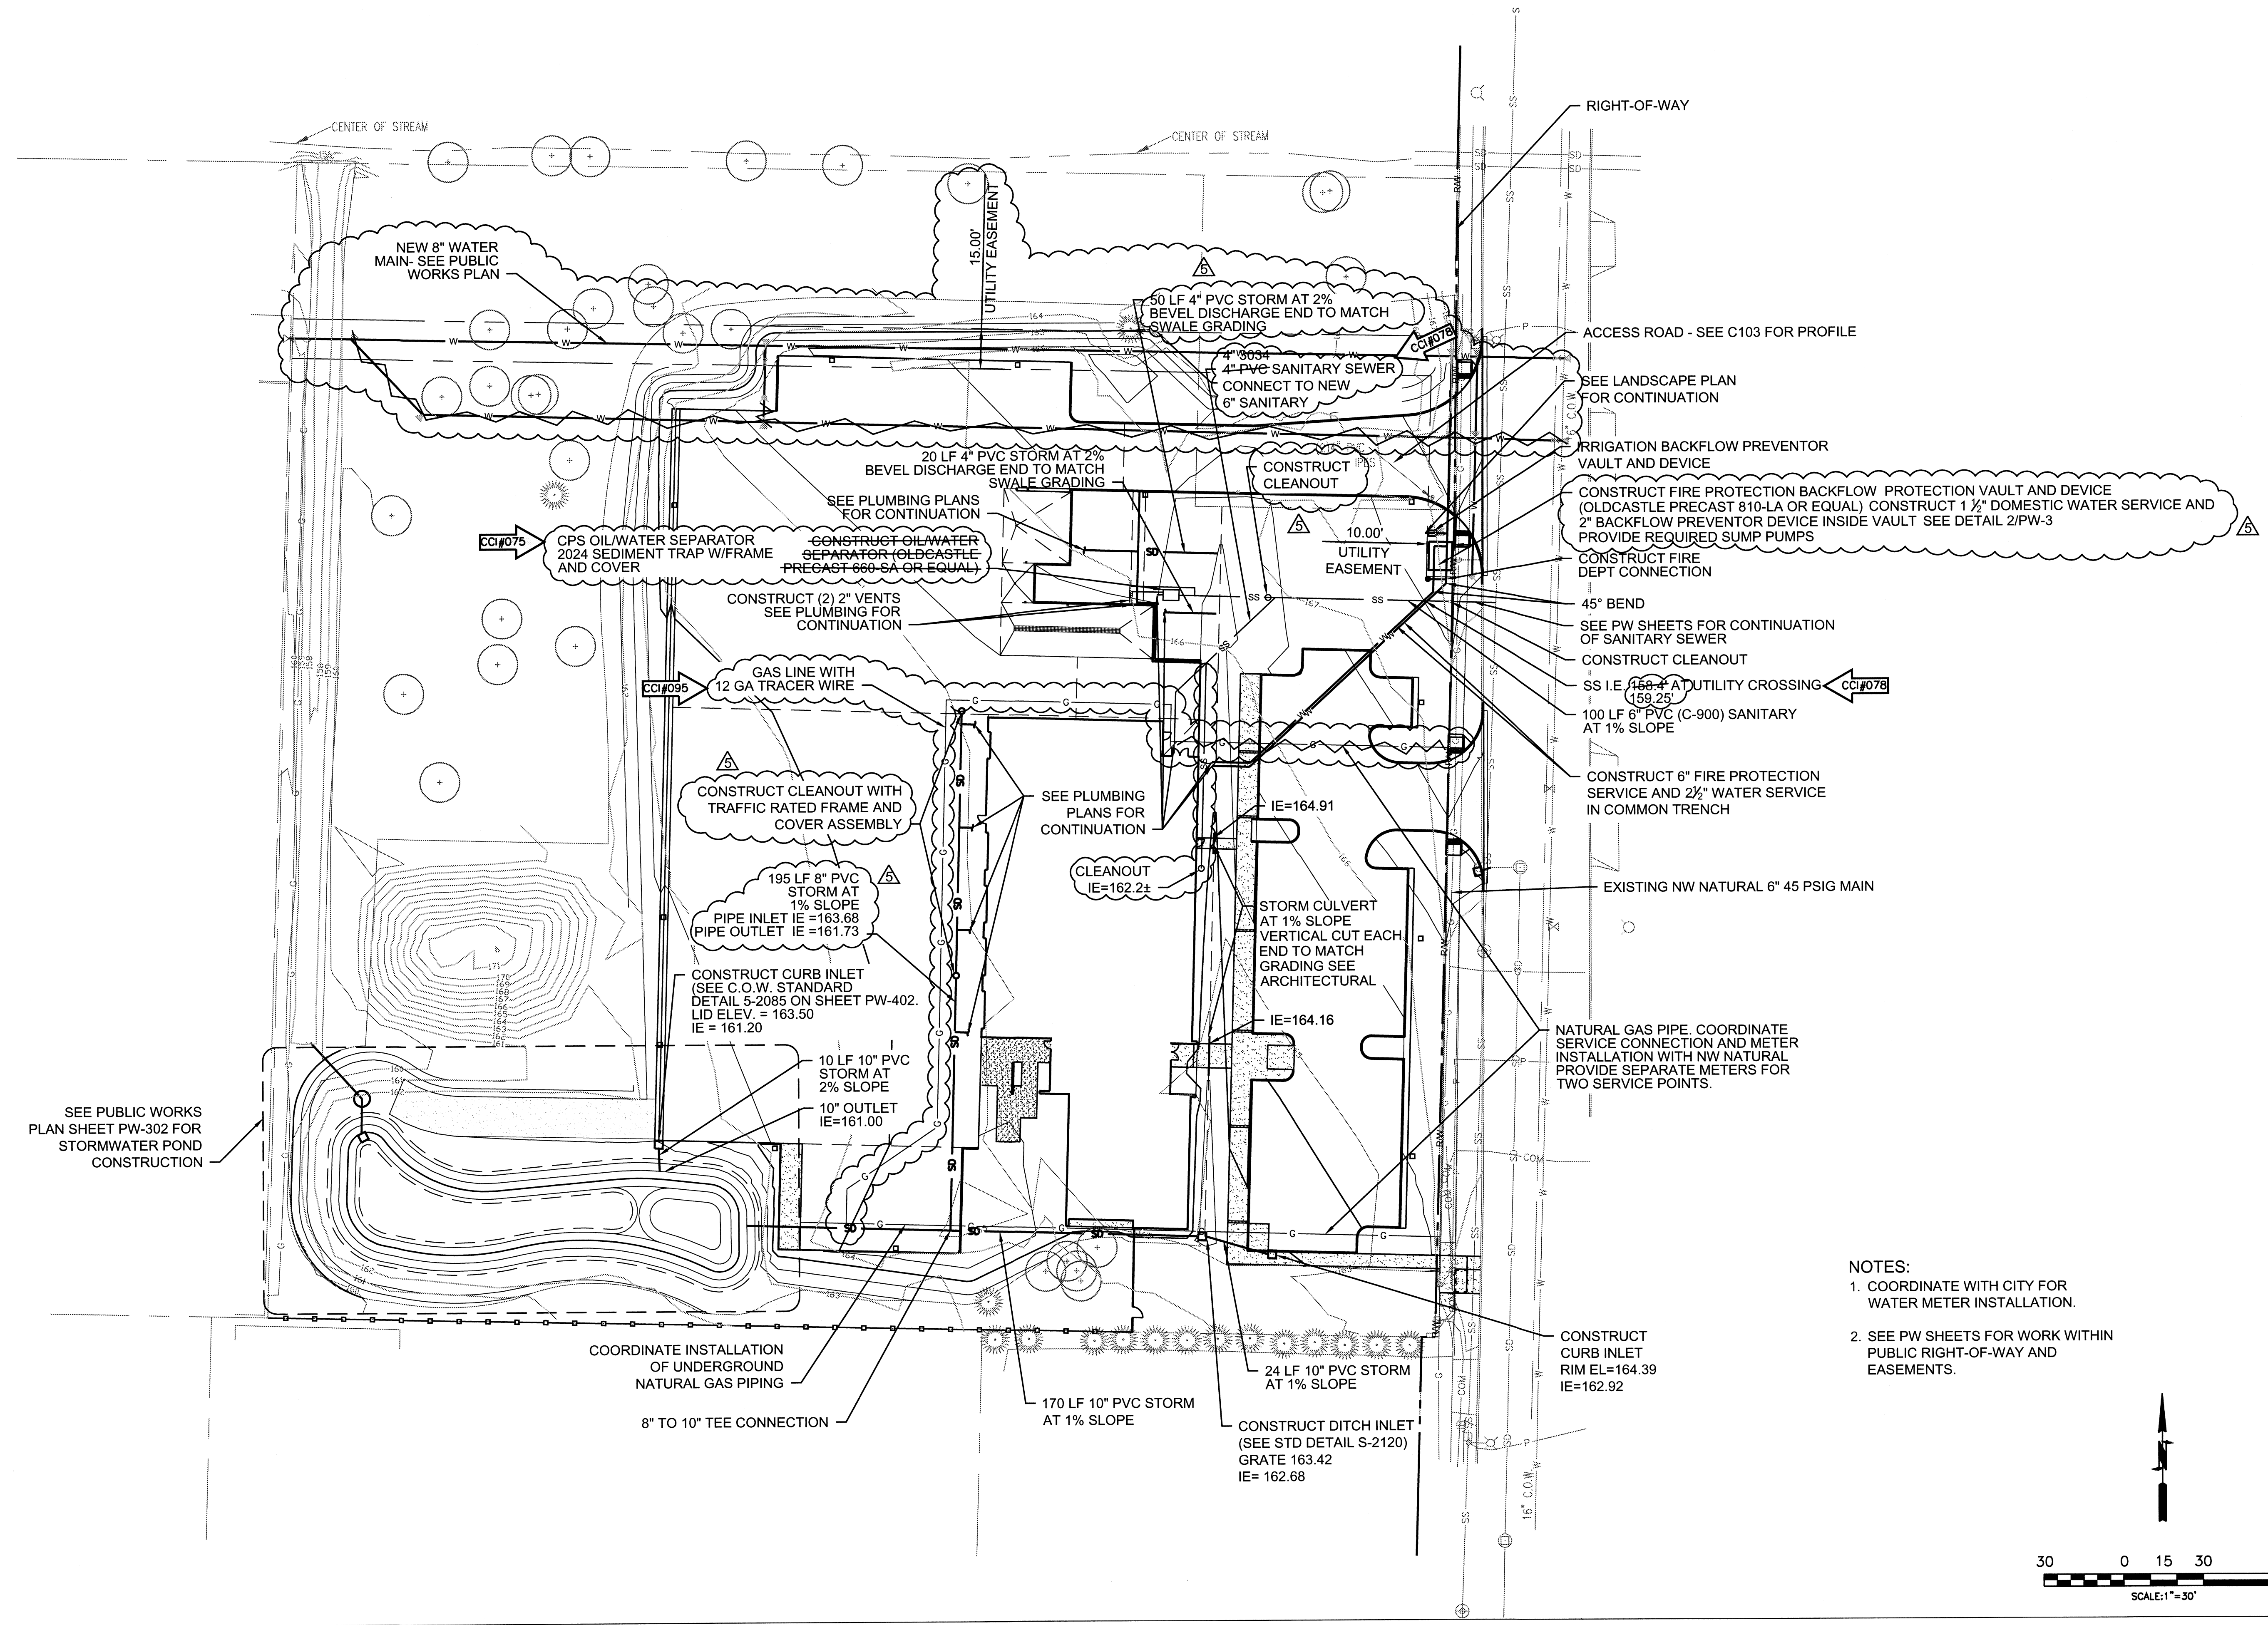 CENTER OF STREAM
CENTER OF STREAM
RIGHT-OF-WAY
NEW 8" WATER
MAIN- SEE PUBLIC
WORKS PLAN
15.00'
UTILITY EASEMENT
5
50 LF 4" PVC STORM AT 2%
BEVEL DISCHARGE END TO MATCH
SWALE GRADING
CCI#078
4" 3034
4" PVC SANITARY SEWER
CONNECT TO NEW
6" SANITARY
ACCESS ROAD - SEE C103 FOR PROFILE
SEE LANDSCAPE PLAN
FOR CONTINUATION
IRRIGATION BACKFLOW PREVENTOR
VAULT AND DEVICE
20 LF 4" PVC STORM AT 2%
BEVEL DISCHARGE END TO MATCH
SWALE GRADING
CONSTRUCT
CLEANOUT
5
SEE PLUMBING PLANS
FOR CONTINUATION
CONSTRUCT FIRE PROTECTION BACKFLOW PROTECTION VAULT AND DEVICE
(OLDCASTLE PRECAST 810-LA OR EQUAL) CONSTRUCT 1 ½" DOMESTIC WATER SERVICE AND
2" BACKFLOW PREVENTOR DEVICE INSIDE VAULT SEE DETAIL 2/PW-3
PROVIDE REQUIRED SUMP PUMPS
5
CCI#075
CPS OIL/WATER SEPARATOR
2024 SEDIMENT TRAP W/FRAME
AND COVER
CONSTRUCT OIL/WATER
SEPARATOR (OLDCASTLE
PRECAST 660-SA OR EQUAL)
10.00'
UTILITY
EASEMENT
CONSTRUCT FIRE
DEPT CONNECTION
CONSTRUCT (2) 2" VENTS
SEE PLUMBING FOR
CONTINUATION
45° BEND
SEE PW SHEETS FOR CONTINUATION
OF SANITARY SEWER
CONSTRUCT CLEANOUT
SS I.E. 158.4' AT UTILITY CROSSING
159.25'
CCI#078
100 LF 6" PVC (C-900) SANITARY
AT 1% SLOPE
CCI#095
GAS LINE WITH
12 GA TRACER WIRE
5
CONSTRUCT CLEANOUT WITH
TRAFFIC RATED FRAME AND
COVER ASSEMBLY
SEE PLUMBING
PLANS FOR
CONTINUATION
IE=164.91
CONSTRUCT 6" FIRE PROTECTION
SERVICE AND 2½" WATER SERVICE
IN COMMON TRENCH
195 LF 8" PVC
STORM AT
1% SLOPE
PIPE INLET IE =163.68
PIPE OUTLET IE =161.73
5
CLEANOUT
IE=162.2±
EXISTING NW NATURAL 6" 45 PSIG MAIN
STORM CULVERT
AT 1% SLOPE
VERTICAL CUT EACH
END TO MATCH
GRADING SEE
ARCHITECTURAL
CONSTRUCT CURB INLET
(SEE C.O.W. STANDARD
DETAIL 5-2085 ON SHEET PW-402.
LID ELEV. = 163.50
IE = 161.20
IE=164.16
NATURAL GAS PIPE. COORDINATE
SERVICE CONNECTION AND METER
INSTALLATION WITH NW NATURAL
PROVIDE SEPARATE METERS FOR
TWO SERVICE POINTS.
10 LF 10" PVC
STORM AT
2% SLOPE
10" OUTLET
IE=161.00
SEE PUBLIC WORKS
PLAN SHEET PW-302 FOR
STORMWATER POND
CONSTRUCTION
COORDINATE INSTALLATION
OF UNDERGROUND
NATURAL GAS PIPING
8" TO 10" TEE CONNECTION
170 LF 10" PVC STORM
AT 1% SLOPE
24 LF 10" PVC STORM
AT 1% SLOPE
CONSTRUCT DITCH INLET
(SEE STD DETAIL S-2120)
GRATE 163.42
IE= 162.68
CONSTRUCT
CURB INLET
RIM EL=164.39
IE=162.92
16" C.O.W.
NOTES:
1. COORDINATE WITH CITY FOR
WATER METER INSTALLATION.
2. SEE PW SHEETS FOR WORK WITHIN
PUBLIC RIGHT-OF-WAY AND
EASEMENTS.
N
30 0 15 30
SCALE:1"=30'